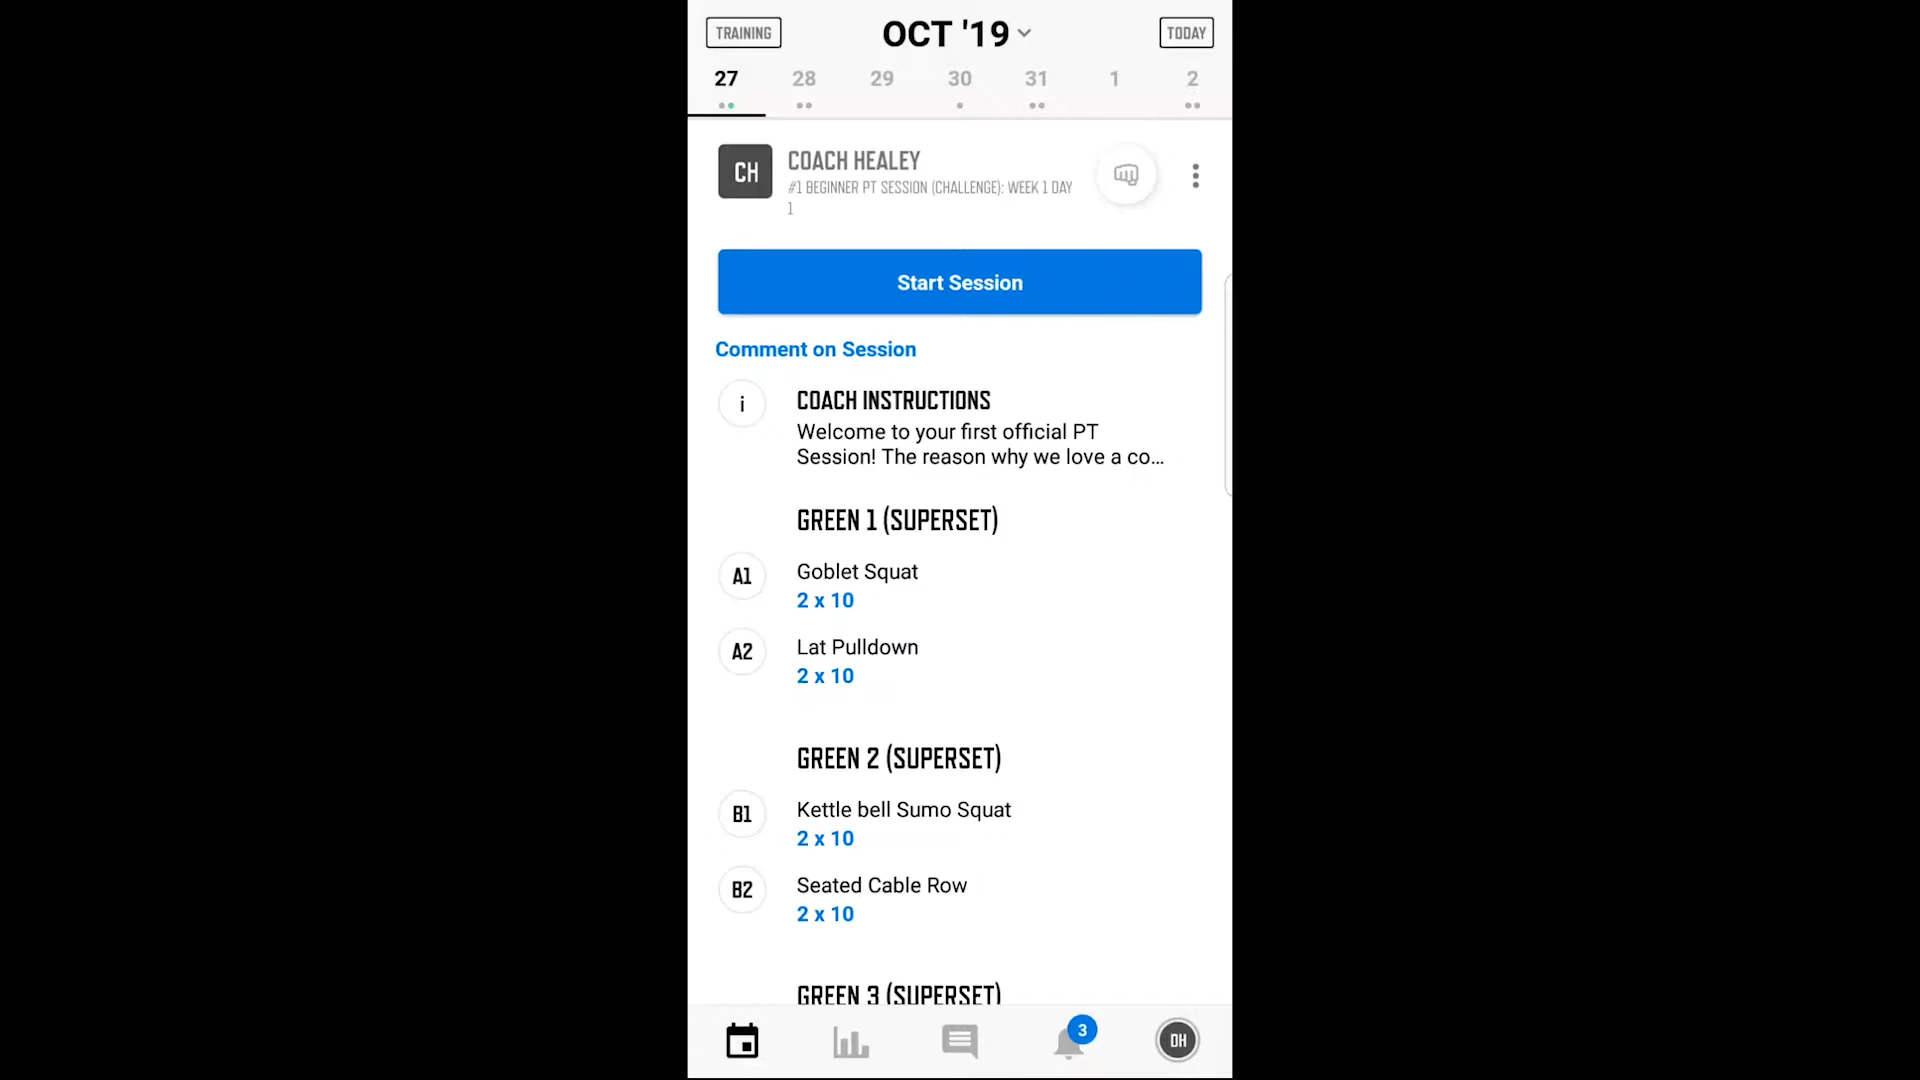 TRAINING
OCT '19
TODAY
27 28 29 30 31 1 2
CH
COACH HEALEY
#1 BEGINNER PT SESSION (CHALLENGE): WEEK 1 DAY
1
Start Session
Comment on Session
i
COACH INSTRUCTIONS
Welcome to your first official PT
Session! The reason why we love a co...
GREEN 1 (SUPERSET)
A1
Goblet Squat
2 x 10
A2
Lat Pulldown
2 x 10
GREEN 2 (SUPERSET)
B1
Kettle bell Sumo Squat
2 x 10
B2
Seated Cable Row
2 x 10
GREEN 3 (SUPERSET)
3
DH